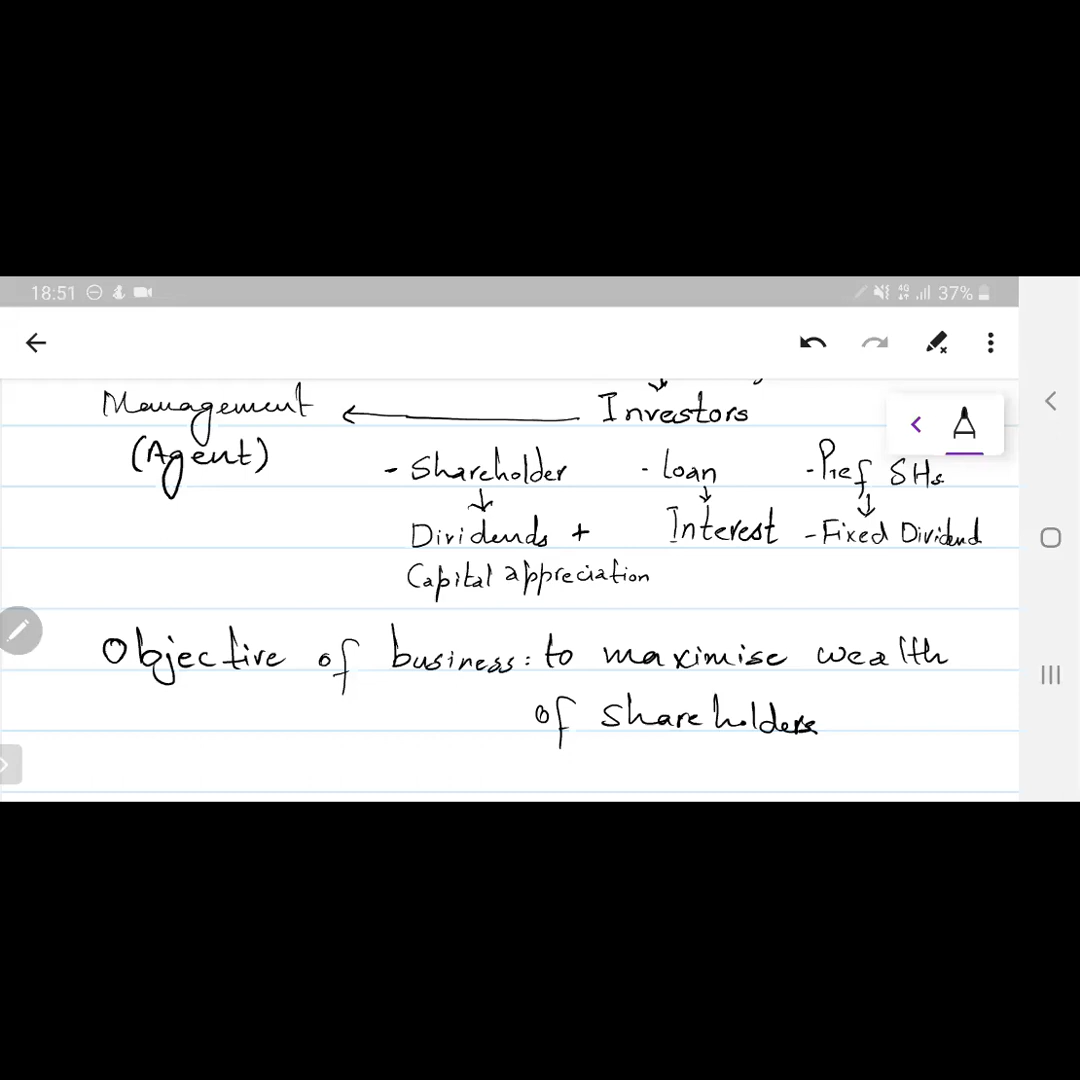 18:51 4G 37%
Management Investors
(Agent)
- Shareholder - loan - Pref SHs
Dividends + Interest - Fixed Dividend
Capital appreciation
Objective of business: to maximise wealth
of shareholders